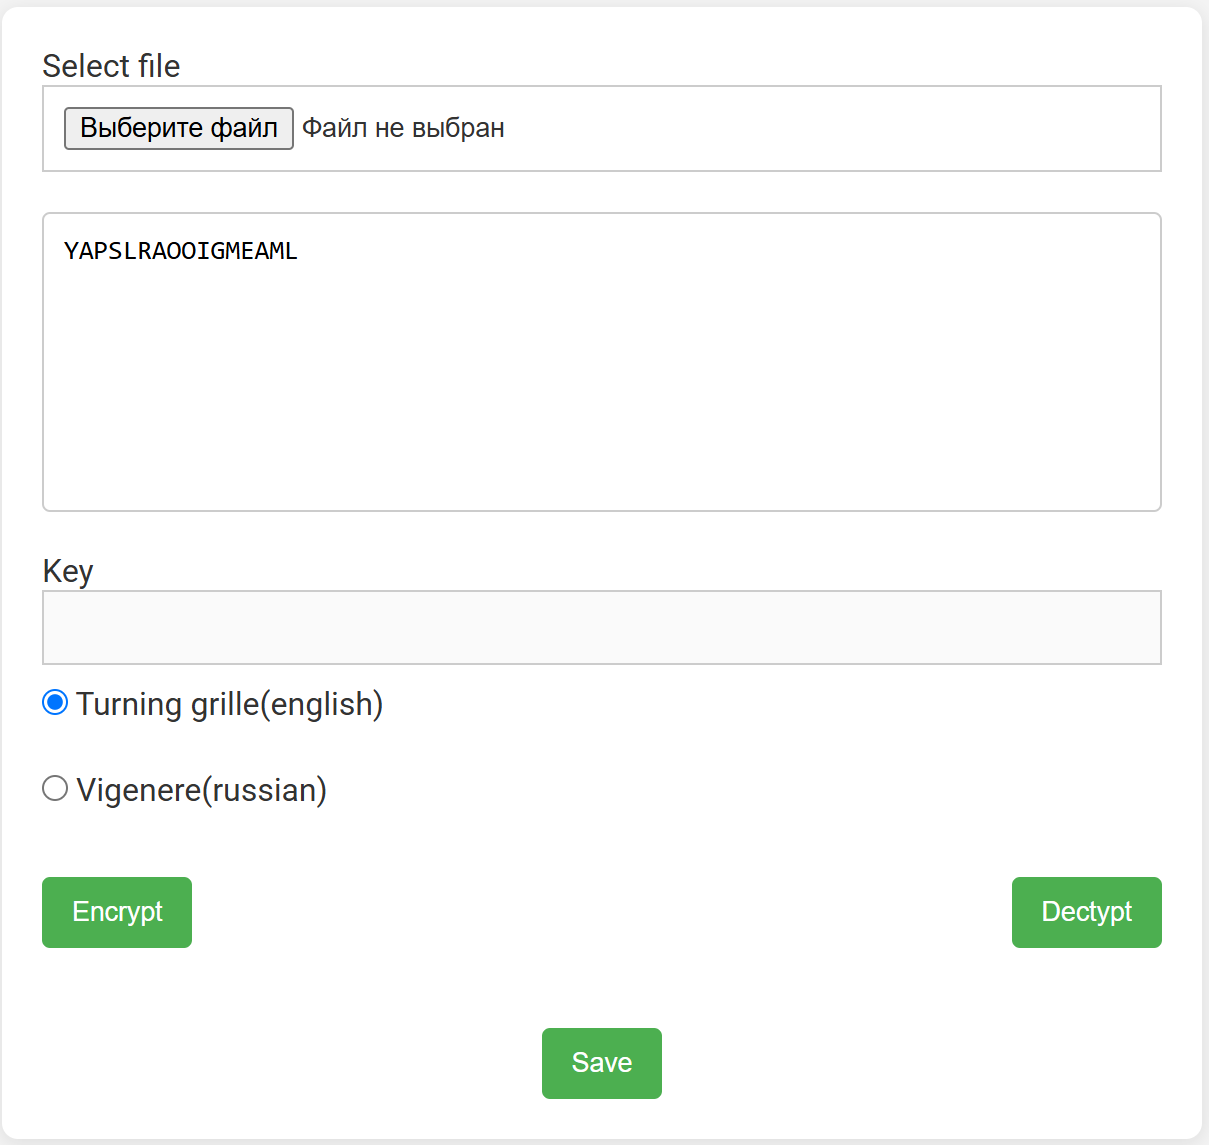 Select file
Выберите файл Файл не выбран
YAPSLRAOOIGMEAML
Key
Turning grille(english)
Vigenere(russian)
Encrypt Dectypt
Save